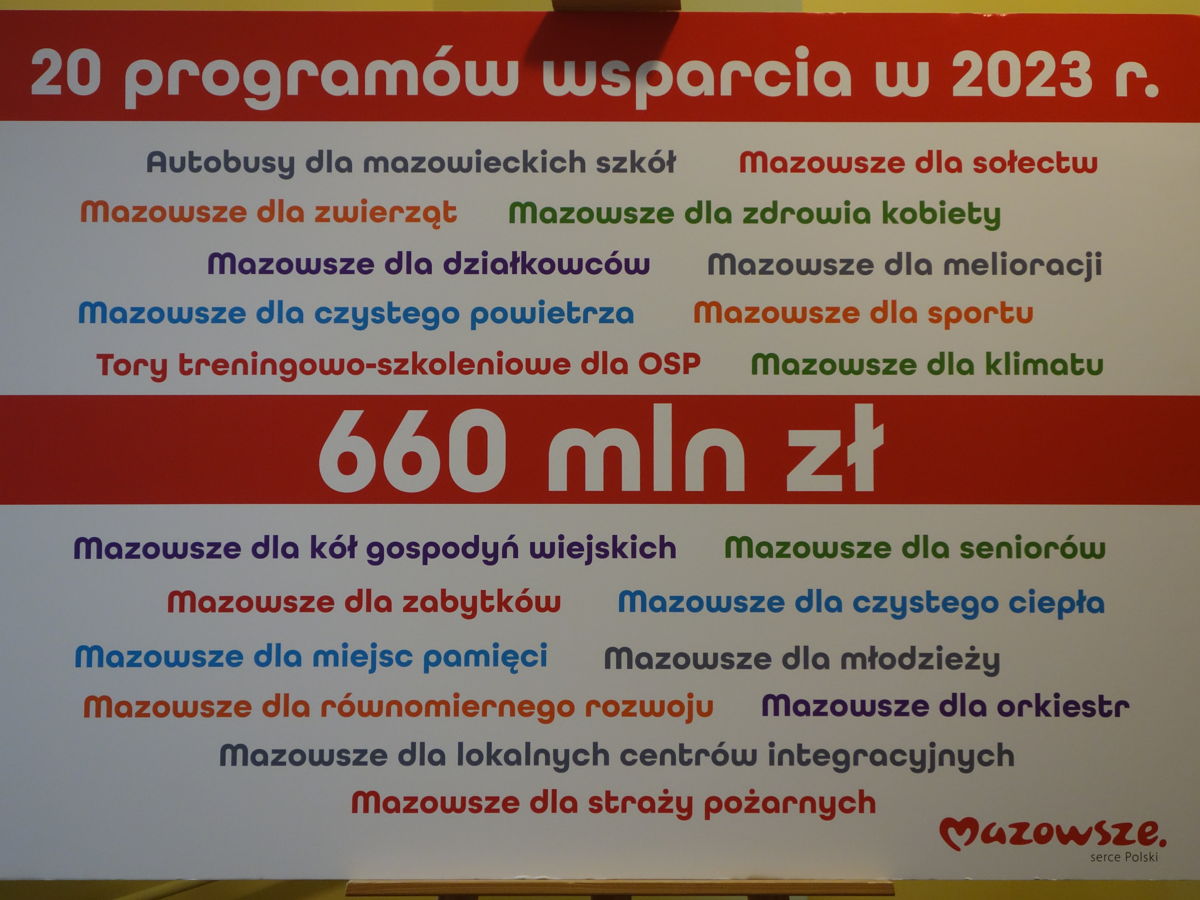 20 programów wsparcia w 2023 r.
Autobusy dla mazowieckich szkół Mazowsze dla sołectw
Mazowsze dla zwierząt Mazowsze dla zdrowia kobiety
Mazowsze dla działkowców Mazowsze dla melioracji
Mazowsze dla czystego powietrza Mazowsze dla sportu
Tory treningowo-szkoleniowe dla OSP Mazowsze dla klimatu
660 mln zł
Mazowsze dla kół gospodyń wiejskich Mazowsze dla seniorów
Mazowsze dla zabytków Mazowsze dla czystego ciepła
Mazowsze dla miejsc pamięci Mazowsze dla młodzieży
Mazowsze dla równomiernego rozwoju Mazowsze dla orkiestr
Mazowsze dla lokalnych centrów integracyjnych
Mazowsze dla straży pożarnych
Mazowsze.
serce Polski